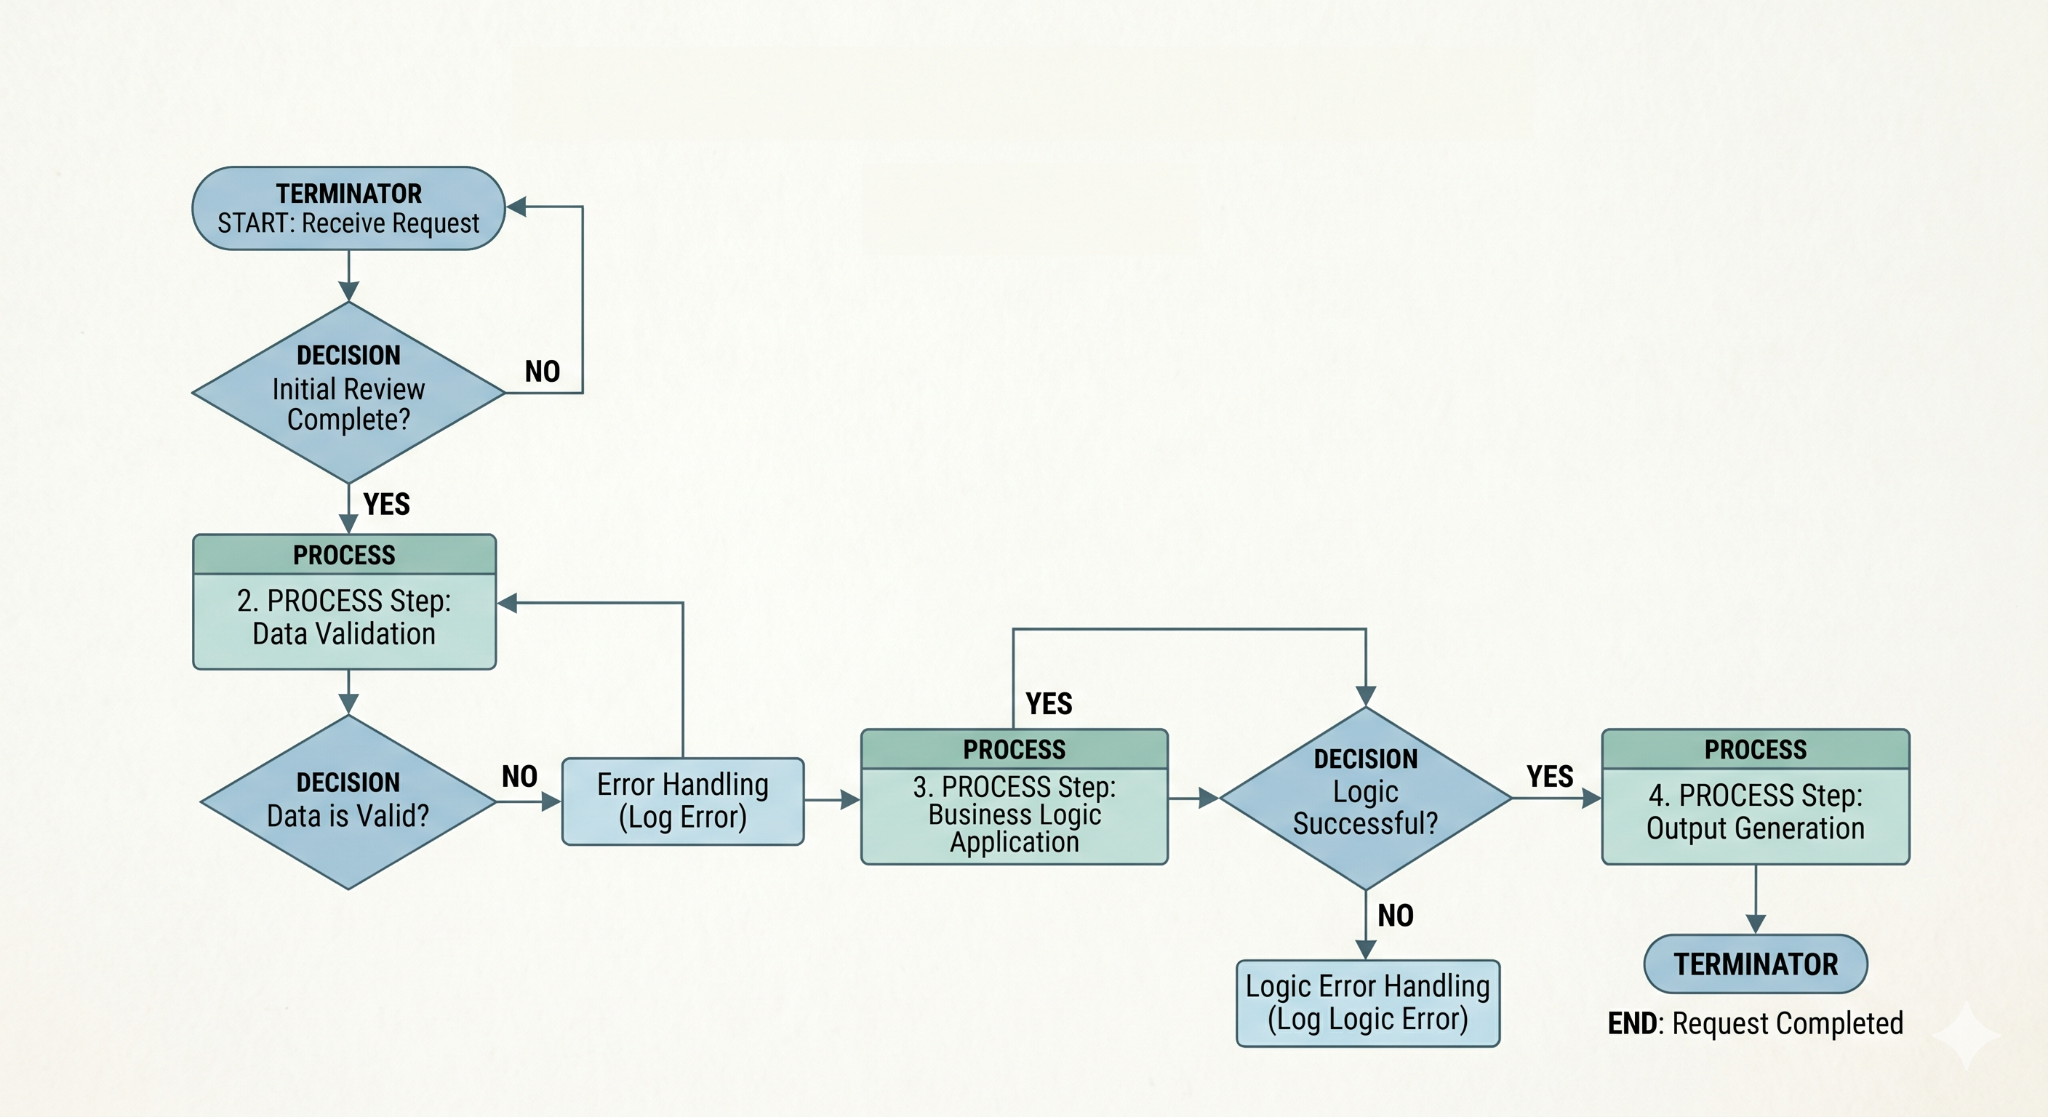 TERMINATOR
START: Receive Request
DECISION
Initial Review
Complete?
NO
YES
PROCESS
2. PROCESS Step:
Data Validation
DECISION
Data is Valid?
NO
Error Handling
(Log Error)
YES
PROCESS
3. PROCESS Step:
Business Logic
Application
DECISION
Logic
Successful?
YES
NO
Logic Error Handling
(Log Logic Error)
PROCESS
4. PROCESS Step:
Output Generation
TERMINATOR
END: Request Completed